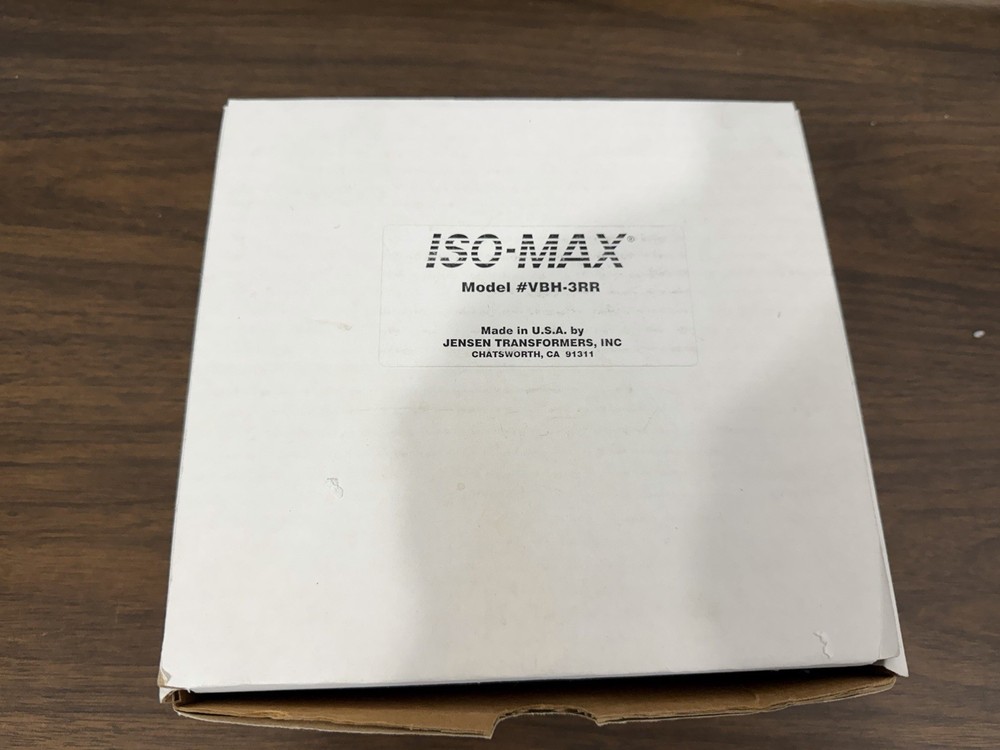 ISO-MAX®
Model #VBH-3RR
Made in U.S.A. by
JENSEN TRANSFORMERS, INC
CHATSWORTH, CA 91311